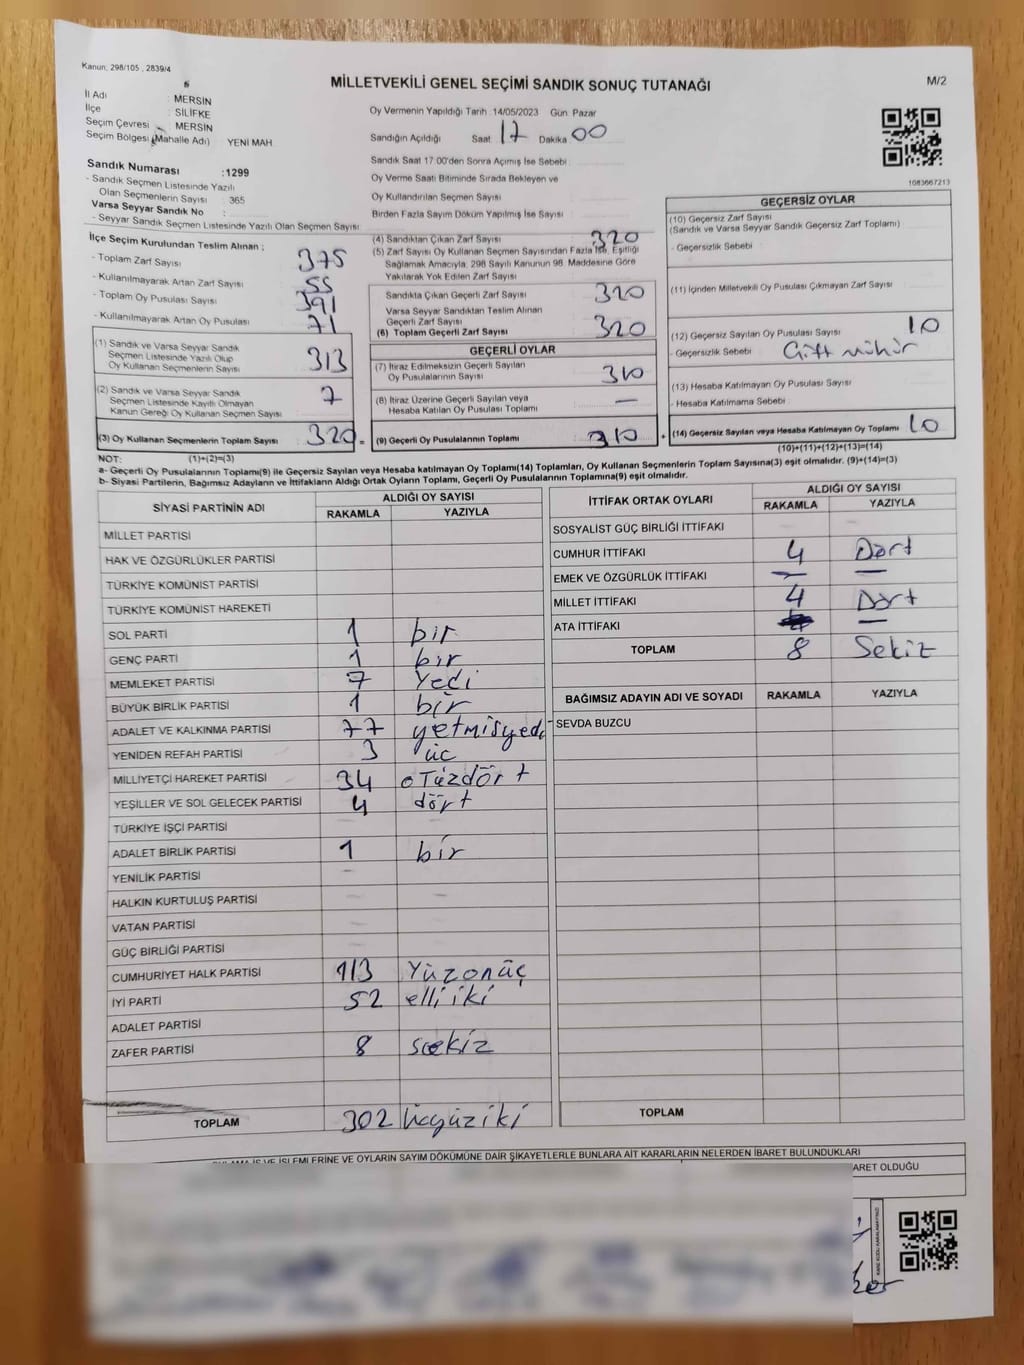 Kanun; 298/105 , 2839/4
MİLLETVEKİLİ GENEL SEÇİMİ SANDIK SONUÇ TUTANAĞI
M/2
İl Adı : MERSİN
İlçe : SİLİFKE
Seçim Çevresi : MERSİN
Seçim Bölgesi (Mahalle Adı) YENİ MAH.
Sandık Numarası :1299
- Sandık Seçmen Listesinde Yazılı
Olan Seçmenlerin Sayısı : 365
Varsa Seyyar Sandık No :
- Seyyar Sandık Seçmen Listesinde Yazılı Olan Seçmen Sayısı :
İlçe Seçim Kurulundan Teslim Alınan ;
- Toplam Zarf Sayısı 375
- Kullanılmayarak Artan Zarf Sayısı 55
- Toplam Oy Pusulası Sayısı 391
- Kullanılmayarak Artan Oy Pusulası 71
(1) Sandık ve Varsa Seyyar Sandık
Seçmen Listesinde Yazılı Olup
Oy Kullanan Seçmenlerin Sayısı 313
(2) Sandık ve Varsa Seyyar Sandık
Seçmen Listesinde Kayıtlı Olmayan
Kanun Gereği Oy Kullanan Seçmen Sayısı 7
(3) Oy Kullanan Seçmenlerin Toplam Sayısı 320 =
Oy Vermenin Yapıldığı Tarih :14/05/2023 Gün: Pazar
Sandığın Açıldığı Saat 17 Dakika 00
Sandık Saat 17:00'den Sonra Açımış İse Sebebi :
Oy Verme Saati Bitiminde Sırada Bekleyen ve
Oy Kullandırılan Seçmen Sayısı
Birden Fazla Sayım Döküm Yapılmış İse Sayısı
(4) Sandıktan Çıkan Zarf Sayısı 320
(5) Zarf Sayısı Oy Kullanan Seçmen Sayısından Fazla İse, Eşitliği
Sağlamak Amacıyla, 298 Sayılı Kanunun 98. Maddesine Göre
Yakılarak Yok Edilen Zarf Sayısı
Sandıkta Çıkan Geçerli Zarf Sayısı 320
Varsa Seyyar Sandıktan Teslim Alınan
Geçerli Zarf Sayısı
(6) Toplam Geçerli Zarf Sayısı 320
GEÇERLİ OYLAR
(7) İtiraz Edilmeksizin Geçerli Sayılan
Oy Pusulalarının Sayısı 310
(8) İtiraz Üzerine Geçerli Sayılan veya
Hesaba Katılan Oy Pusulası Toplamı —
(9) Geçerli Oy Pusulalarının Toplamı 310 +
1083667213
GEÇERSİZ OYLAR
(10) Geçersiz Zarf Sayısı
(Sandık ve Varsa Seyyar Sandık Geçersiz Zarf Toplamı)
- Geçersizlik Sebebi :
(11) İçinden Milletvekili Oy Pusulası Çıkmayan Zarf Sayısı
(12) Geçersiz Sayılan Oy Pusulası Sayısı 10
- Geçersizlik Sebebi : Çift mühür
(13) Hesaba Katılmayan Oy Pusulası Sayısı
- Hesaba Katılmama Sebebi :
(14) Geçersiz Sayılan veya Hesaba Katılmayan Oy Toplamı 10
NOT: (1)+(2)=(3) (10)+(11)+(12)+(13)=(14)
a- Geçerli Oy Pusulalarının Toplamı(9) ile Geçersiz Sayılan veya Hesaba katılmayan Oy Toplamı(14) Toplamları, Oy Kullanan Seçmenlerin Toplam Sayısına(3) eşit olmalıdır. (9)+(14)=(3)
b- Siyasi Partilerin, Bağımsız Adayların ve İttifakların Aldığı Ortak Oyların Toplamı, Geçerli Oy Pusulalarının Toplamına(9) eşit olmalıdır.
SİYASİ PARTİNİN ADI ALDIĞI OY SAYISI
RAKAMLA YAZIYLA
MİLLET PARTİSİ
HAK VE ÖZGÜRLÜKLER PARTİSİ
TÜRKİYE KOMÜNİST PARTİSİ
TÜRKİYE KOMÜNİST HAREKETİ
SOL PARTİ 1 bir
GENÇ PARTİ 1 bir
MEMLEKET PARTİSİ 7 Yedi
BÜYÜK BİRLİK PARTİSİ 1 bir
ADALET VE KALKINMA PARTİSİ 77 yetmisyedi
YENİDEN REFAH PARTİSİ 3 üc
MİLLİYETÇİ HAREKET PARTİSİ 34 oTüzdört
YEŞİLLER VE SOL GELECEK PARTİSİ 4 dört
TÜRKİYE İŞÇİ PARTİSİ
ADALET BİRLİK PARTİSİ 1 bir
YENİLİK PARTİSİ —
HALKIN KURTULUŞ PARTİSİ
VATAN PARTİSİ
GÜÇ BİRLİĞİ PARTİSİ
CUMHURİYET HALK PARTİSİ 113 Yüzonüç
İYİ PARTİ 52 elli iki
ADALET PARTİSİ
ZAFER PARTİSİ 8 sekiz
TOPLAM 302 Üçyüziki
İTTİFAK ORTAK OYLARI ALDIĞI OY SAYISI
RAKAMLA YAZIYLA
SOSYALİST GÜÇ BİRLİĞİ İTTİFAKI
CUMHUR İTTİFAKI 4 Dört
EMEK VE ÖZGÜRLÜK İTTİFAKI — —
MİLLET İTTİFAKI 4 Dört
ATA İTTİFAKI —
TOPLAM 8 Sekiz
BAĞIMSIZ ADAYIN ADI VE SOYADI RAKAMLA YAZIYLA
SEVDA BUZCU
TOPLAM
İŞLEMLERİNE VE OYLARIN SAYIM DÖKÜMÜNE DAİR ŞİKAYETLERLE BUNLARA AİT KARARLARIN NELERDEN İBARET BULUNDUKLARI
ARET OLDUĞU